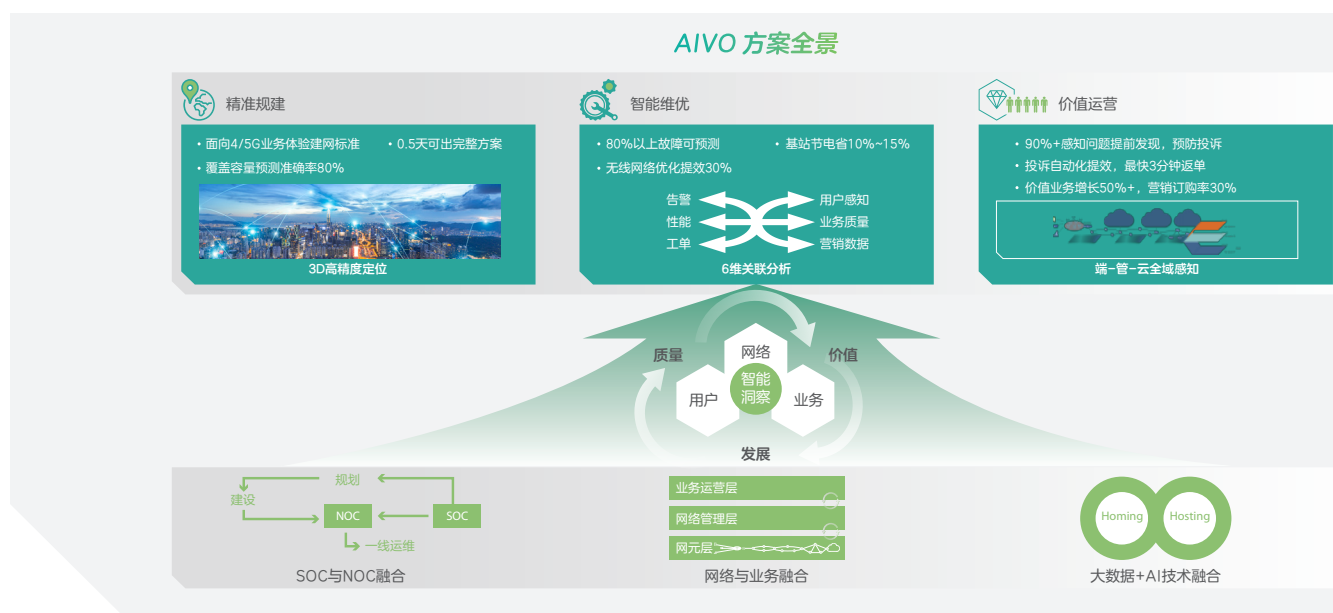 AIVO 方案全景
精准规建
• 面向4/5G业务体验建网标准
• 0.5天可出完整方案
• 覆盖容量预测准确率80%
3D高精度定位
智能维优
• 80%以上故障可预测
• 基站节电省10%~15%
• 无线网络优化提效30%
告警
用户感知
性能
业务质量
工单
营销数据
6维关联分析
价值运营
• 90%+感知问题提前发现，预防投诉
• 投诉自动化提效，最快3分钟返单
• 价值业务增长50%+，营销订购率30%
端-管-云全域感知
质量
网络
价值
智能
洞察
用户
业务
发展
规划
建设
NOC
SOC
一线运维
SOC与NOC融合
业务运营层
网络管理层
网元层
网络与业务融合
Homing
Hosting
大数据+AI技术融合